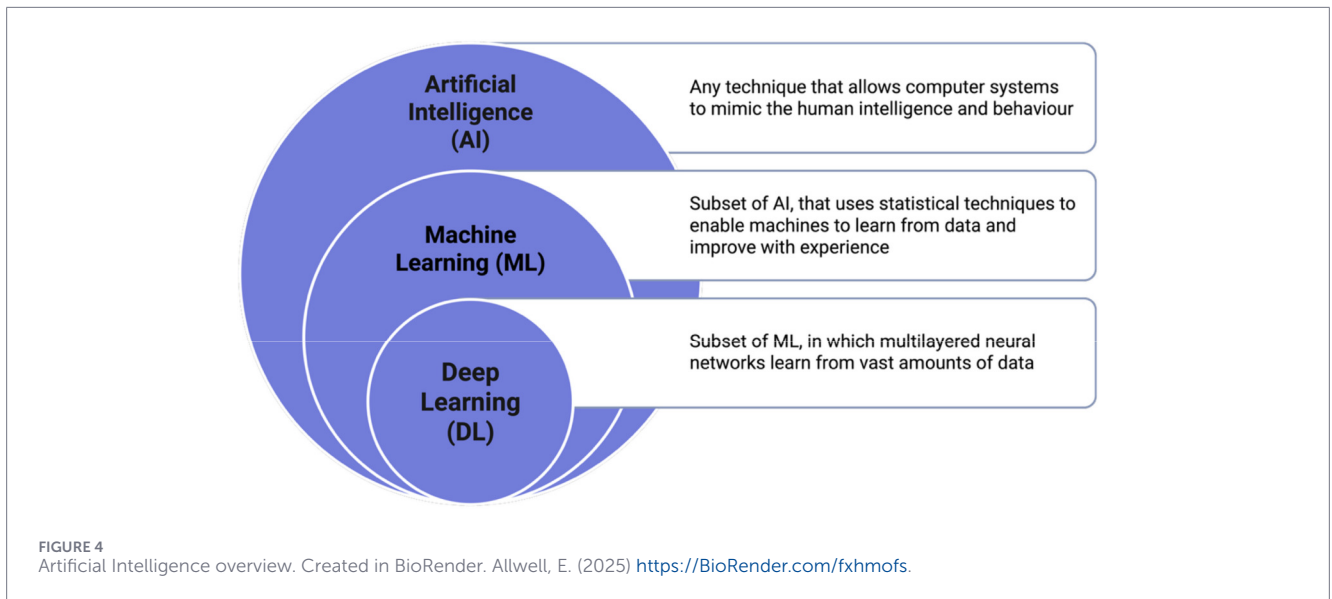 Artificial
Intelligence
(AI)
Any technique that allows computer systems
to mimic the human intelligence and behaviour
Machine
Learning (ML)
Subset of AI, that uses statistical techniques to
enable machines to learn from data and
improve with experience
Deep
Learning
(DL)
Subset of ML, in which multilayered neural
networks learn from vast amounts of data
FIGURE 4
Artificial Intelligence overview. Created in BioRender. Allwell, E. (2025) https://BioRender.com/fxhmofs.